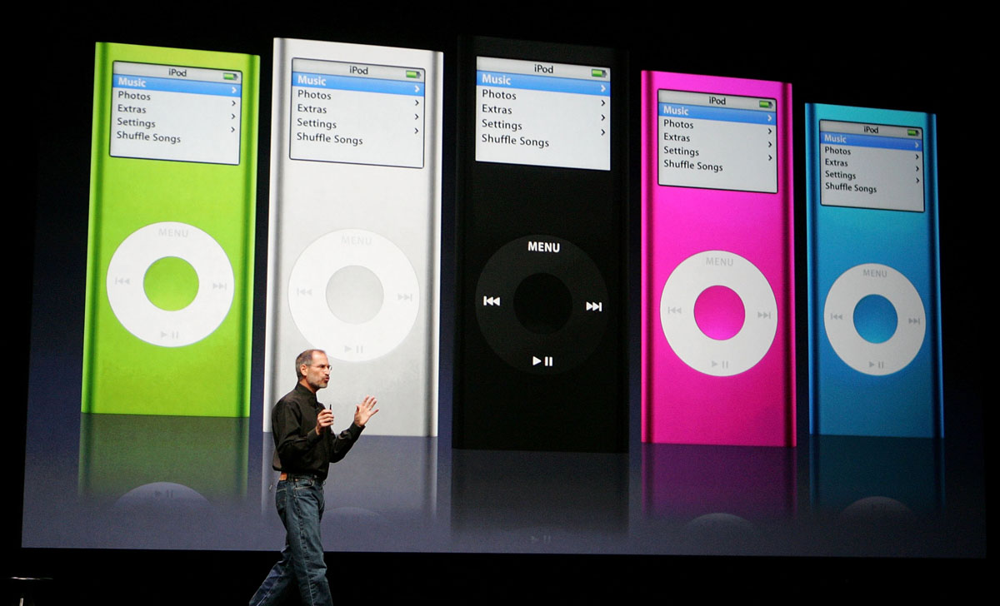 iPod
Music
Photos
Extras
Settings
Shuffle Songs
MENU
iPod
Music
Photos
Extras
Settings
Shuffle Songs
MENU
iPod
Music
Photos
Extras
Settings
Shuffle Songs
MENU
iPod
Music
Photos
Extras
Settings
Shuffle Songs
MENU
iPod
Music
Photos
Extras
Settings
Shuffle Songs
MENU